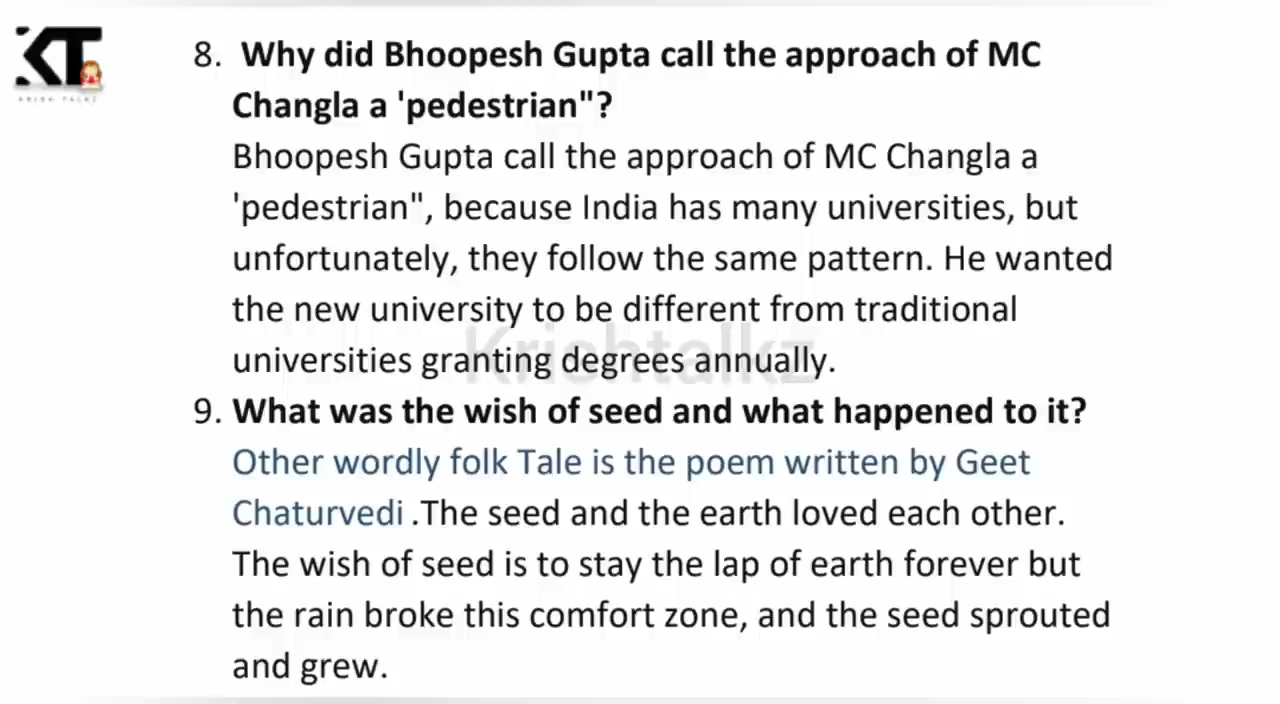 KT
KRISH TALKZ
8. Why did Bhoopesh Gupta call the approach of MC
Changla a 'pedestrian"?
Bhoopesh Gupta call the approach of MC Changla a
'pedestrian", because India has many universities, but
unfortunately, they follow the same pattern. He wanted
the new university to be different from traditional
universities granting degrees annually.
Krishtalkz
9. What was the wish of seed and what happened to it?
Other wordly folk Tale is the poem written by Geet
Chaturvedi .The seed and the earth loved each other.
The wish of seed is to stay the lap of earth forever but
the rain broke this comfort zone, and the seed sprouted
and grew.